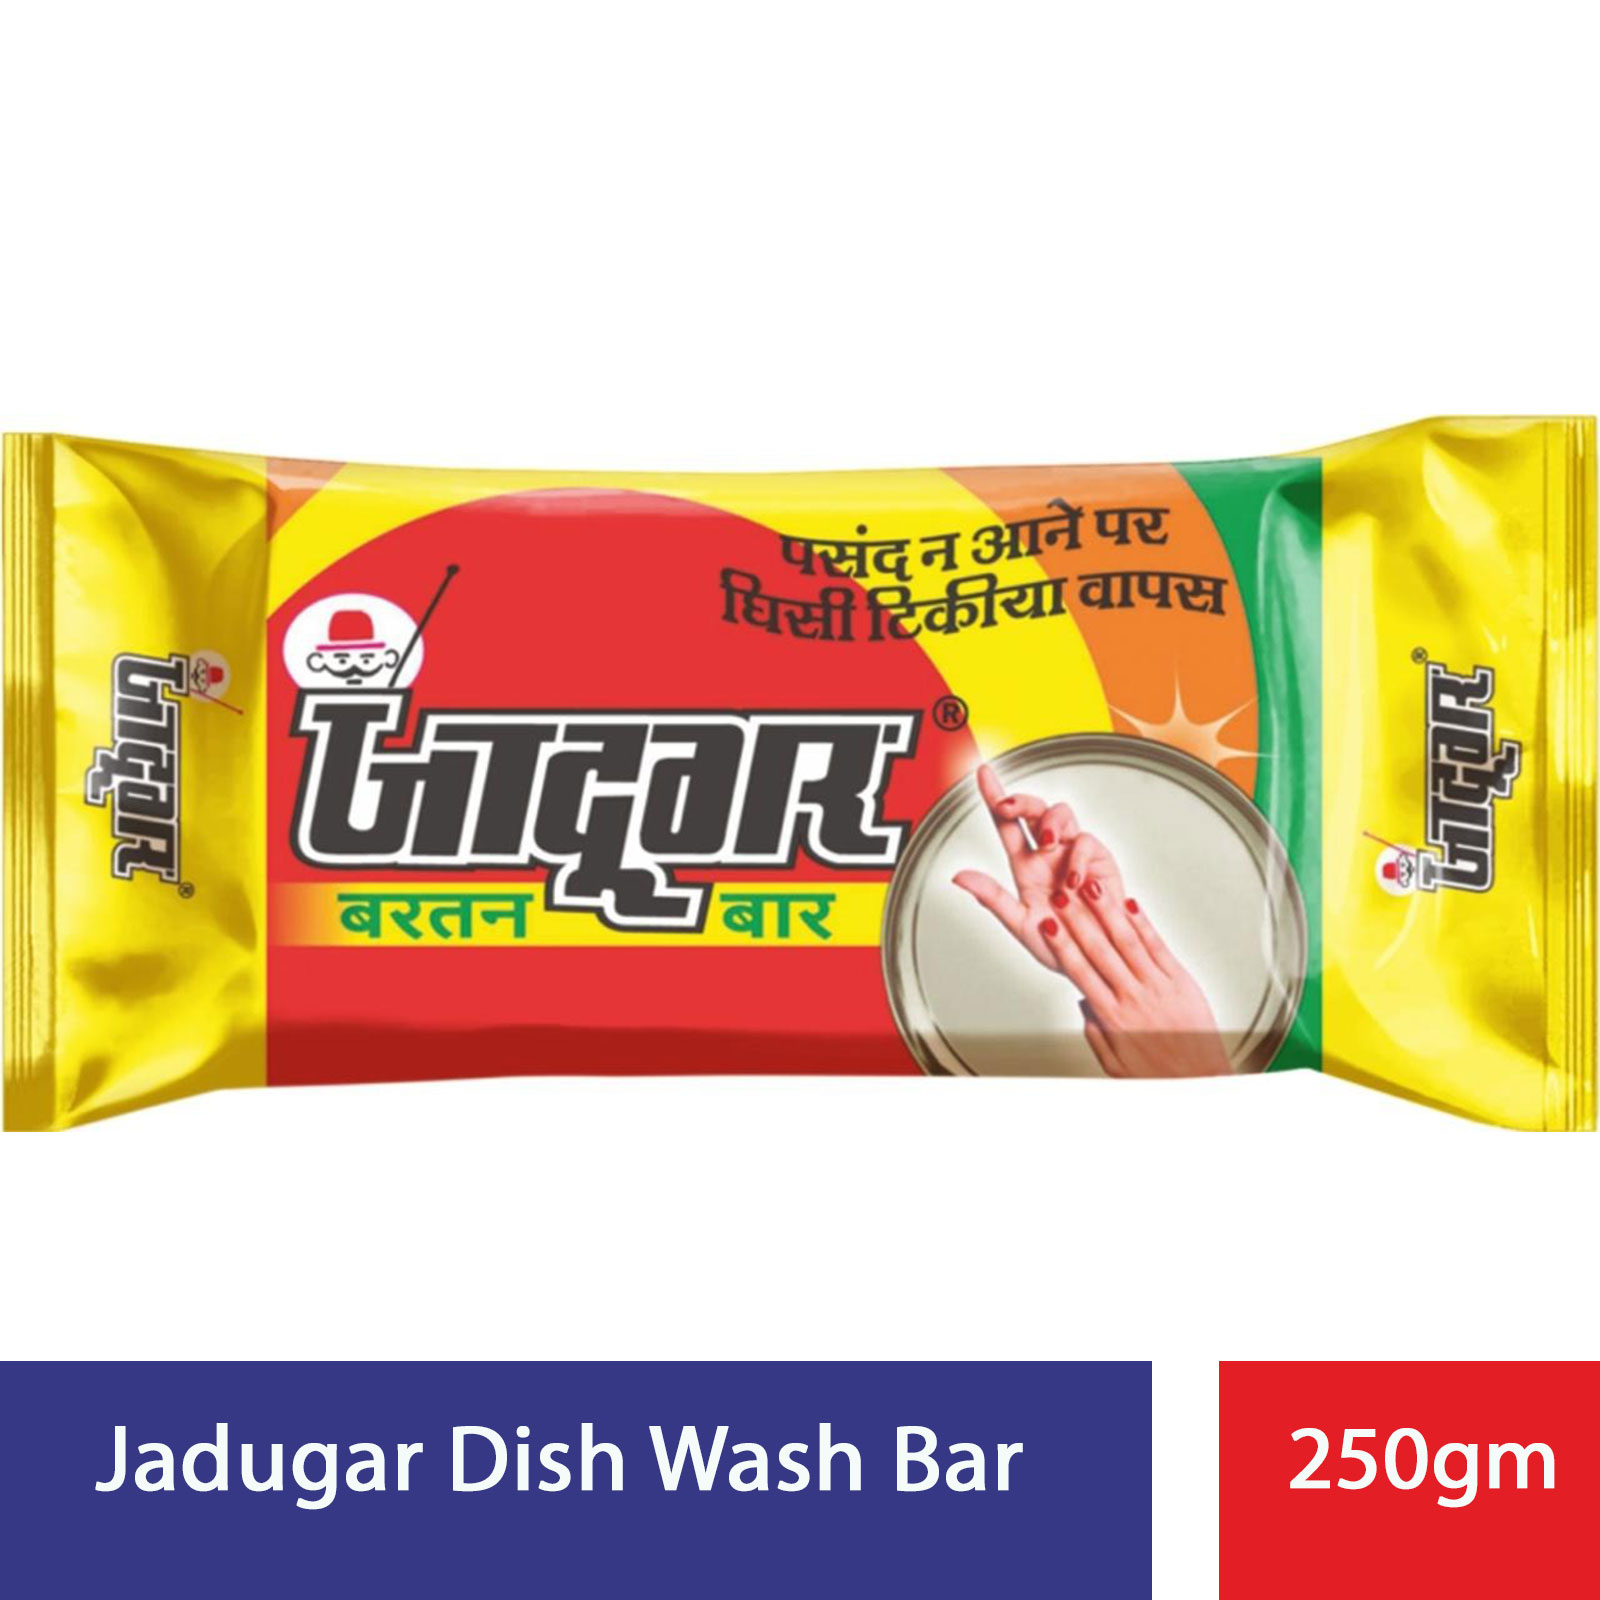 पसंद न आने पर
घिसी टिकीया वापस
जादूगर®
बरतन बार
जादूगर®
जादूगर®
Jadugar Dish Wash Bar
250gm